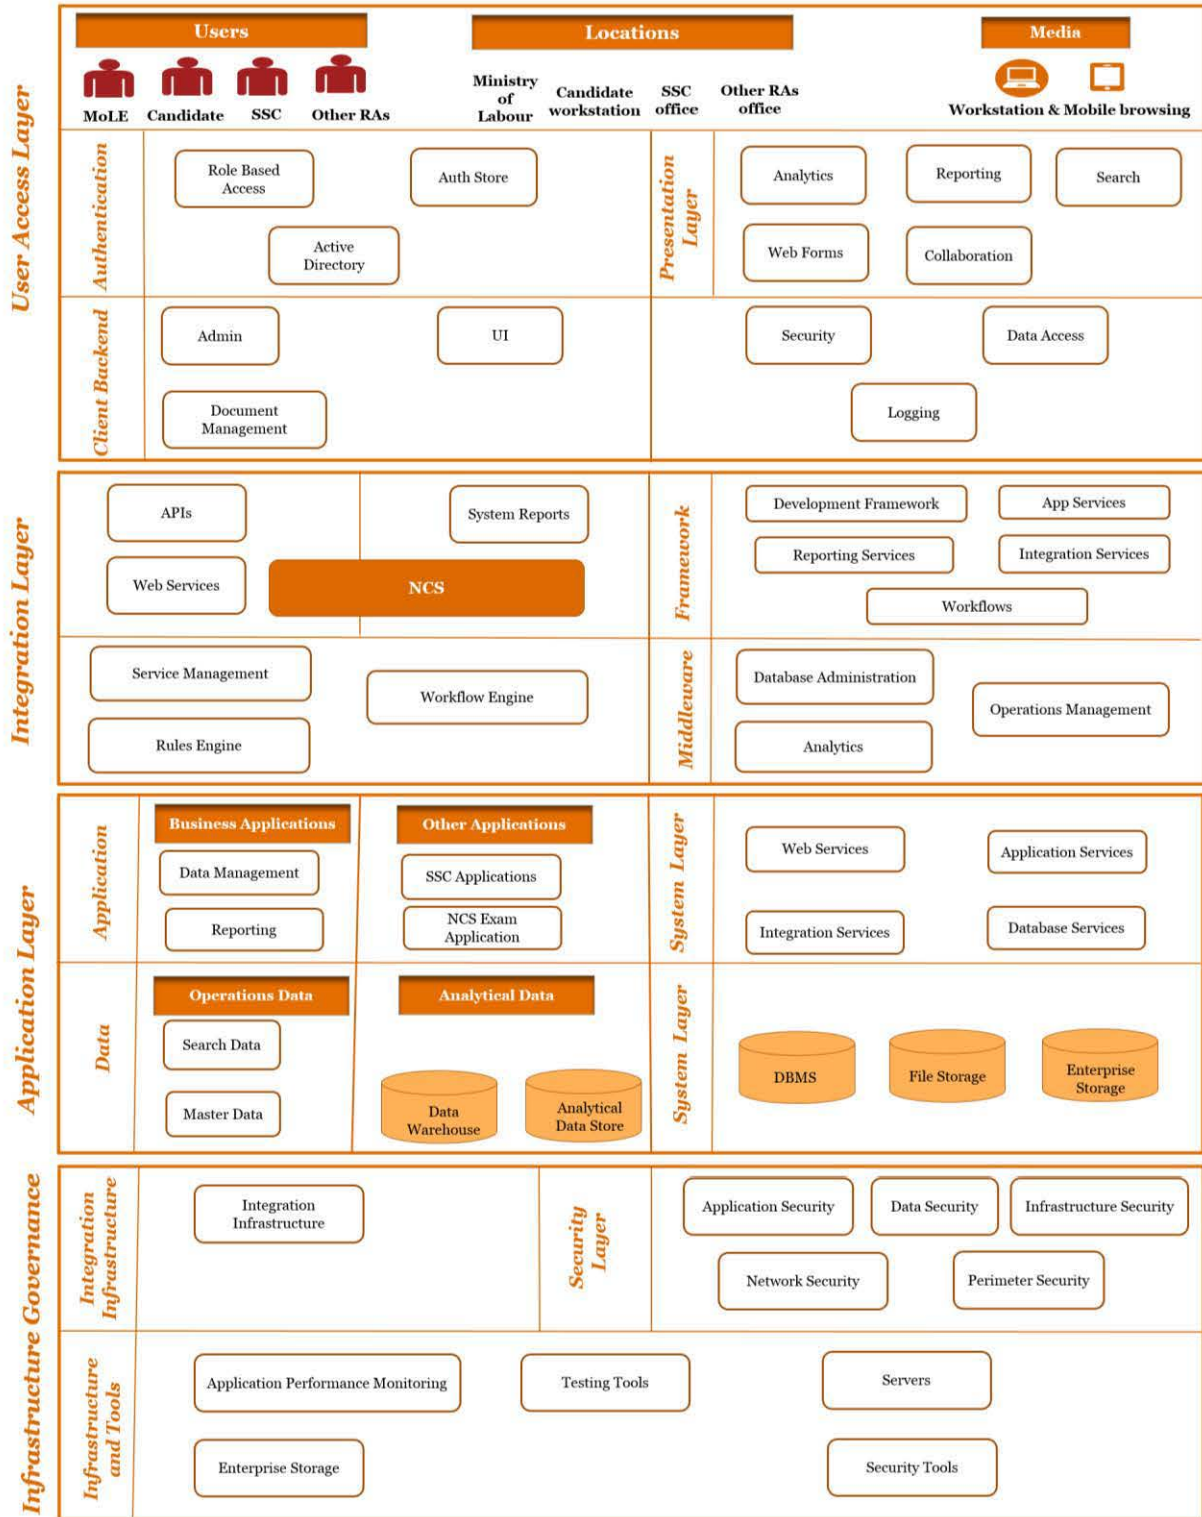 User Access Layer
Users
Locations
Media
MoLE
Candidate
SSC
Other RAs
Ministry
of
Labour
Candidate
workstation
SSC
office
Other RAs
office
Workstation & Mobile browsing
Authentication
Role Based
Access
Auth Store
Active
Directory
Presentation
Layer
Analytics
Reporting
Search
Web Forms
Collaboration
Client Backend
Admin
UI
Document
Management
Security
Data Access
Logging
Integration Layer
APIs
System Reports
Web Services
NCS
Framework
Development Framework
App Services
Reporting Services
Integration Services
Workflows
Service Management
Workflow Engine
Rules Engine
Middleware
Database Administration
Operations Management
Analytics
Application Layer
Application
Business Applications
Data Management
Reporting
Other Applications
SSC Applications
NCS Exam
Application
System Layer
Web Services
Application Services
Integration Services
Database Services
Data
Operations Data
Search Data
Master Data
Analytical Data
Data
Warehouse
Analytical
Data Store
System Layer
DBMS
File Storage
Enterprise
Storage
Infrastructure Governance
Integration
Infrastructure
Integration
Infrastructure
Security
Layer
Application Security
Data Security
Infrastructure Security
Network Security
Perimeter Security
Infrastructure
and Tools
Application Performance Monitoring
Testing Tools
Servers
Enterprise Storage
Security Tools